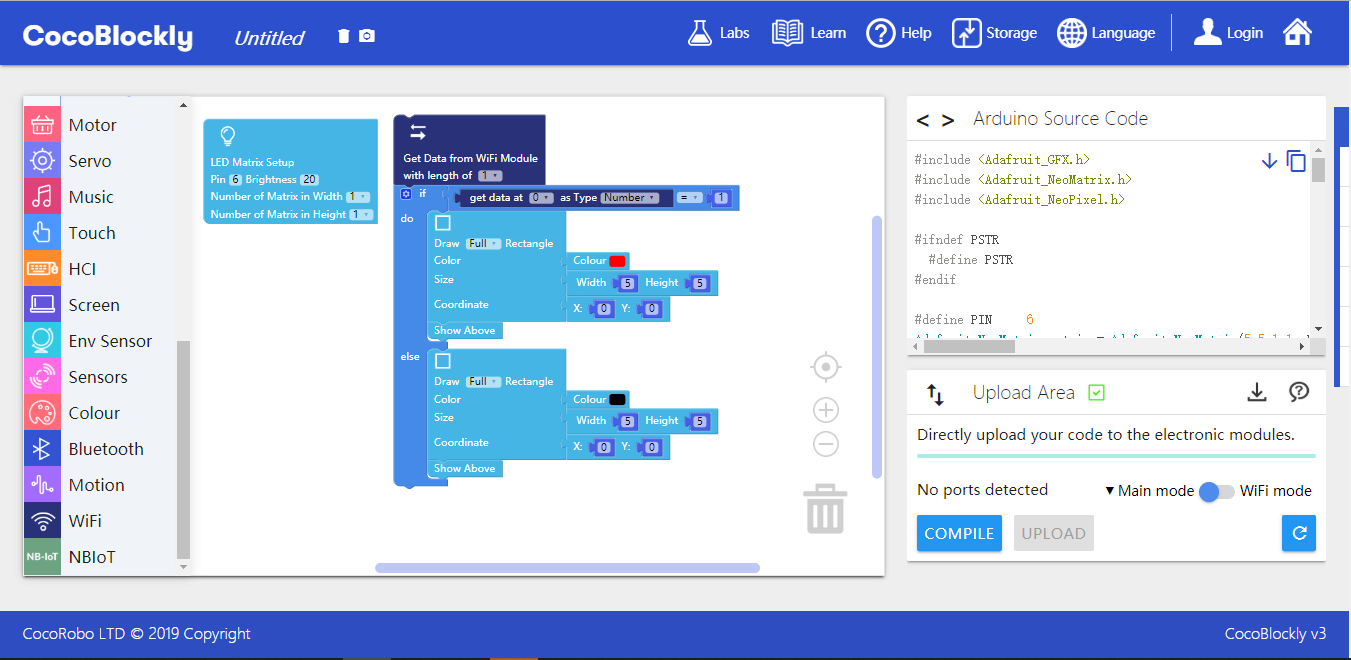 CocoBlockly
Untitled
Labs
Learn
Help
Storage
Language
Login
Motor
Servo
Music
Touch
HCI
Screen
Env Sensor
Sensors
Colour
Bluetooth
Motion
WiFi
NB-IoT NBIoT
LED Matrix Setup
Pin 6 Brightness 20
Number of Matrix in Width 1
Number of Matrix in Height 1
Get Data from WiFi Module
with length of 1
if get data at 0 as Type Number = 1
do
Draw Full Rectangle
Color Colour
Size Width 5 Height 5
Coordinate X: 0 Y: 0
Show Above
else
Draw Full Rectangle
Color Colour
Size Width 5 Height 5
Coordinate X: 0 Y: 0
Show Above
< > Arduino Source Code
#include <Adafruit_GFX.h>
#include <Adafruit_NeoMatrix.h>
#include <Adafruit_NeoPixel.h>
#ifndef PSTR
#define PSTR
#endif
#define PIN 6
Upload Area
Directly upload your code to the electronic modules.
No ports detected
▼ Main mode WiFi mode
COMPILE UPLOAD
CocoRobo LTD © 2019 Copyright
CocoBlockly v3